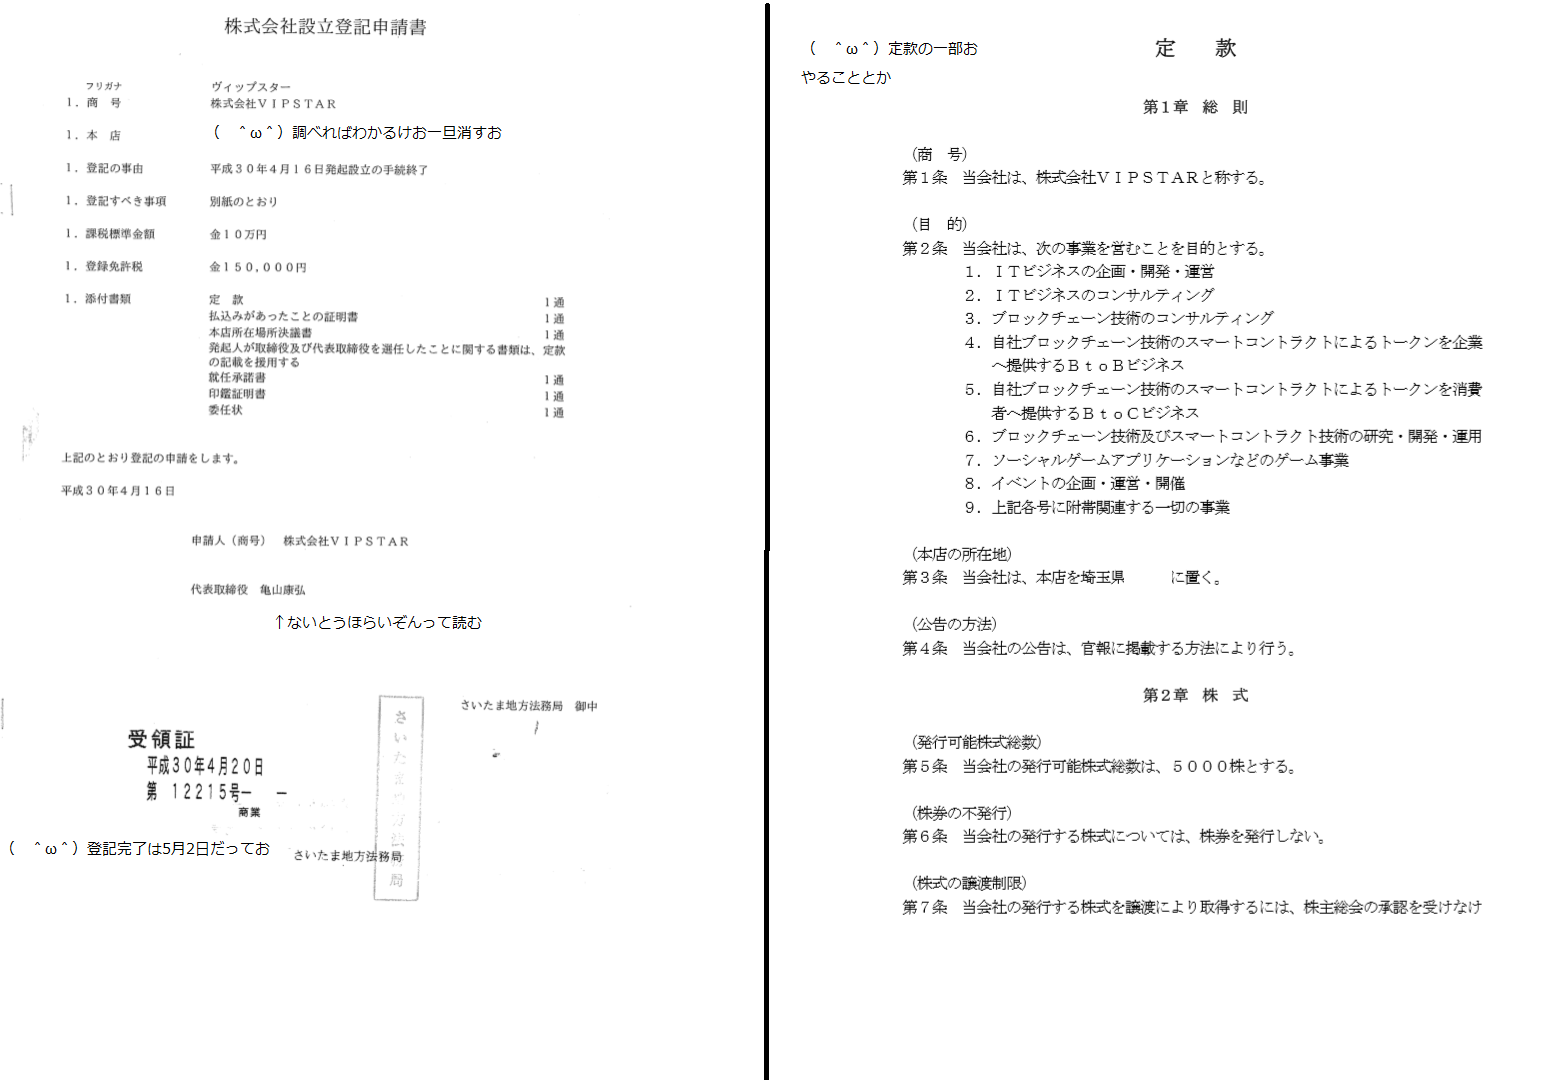 株式会社設立登記申請書
フリガナ　ヴィップスター
１．商　号　株式会社ＶＩＰＳＴＡＲ
１．本　店　（　＾ω＾）調べればわかるけお一旦消すお
１．登記の事由　平成３０年４月１６日発起設立の手続終了
１．登記すべき事項　別紙のとおり
１．課税標準金額　金１０万円
１．登録免許税　金１５０，０００円
１．添付書類　定　款　１通
払込みがあったことの証明書　１通
本店所在場所決議書　１通
発起人が取締役及び代表取締役を選任したことに関する書類は、定款
の記載を援用する
就任承諾書　１通
印鑑証明書　１通
委任状　１通
上記のとおり登記の申請をします。
平成３０年４月１６日
申請人（商号）　株式会社ＶＩＰＳＴＡＲ
代表取締役　亀山康弘
↑ないとうほらいぞんって読む
さいたま地方法務局　御中
受領証
平成３０年４月２０日
第　１２２１５号－　－
商業
（　＾ω＾）登記完了は5月2日だってお
さいたま地方法務局
さいたま地方法務局
（　＾ω＾）定款の一部お
やることとか
定　款
第１章　総　則
（商　号）
第１条　当会社は、株式会社ＶＩＰＳＴＡＲと称する。
（目　的）
第２条　当会社は、次の事業を営むことを目的とする。
１．ＩＴビジネスの企画・開発・運営
２．ＩＴビジネスのコンサルティング
３．ブロックチェーン技術のコンサルティング
４．自社ブロックチェーン技術のスマートコントラクトによるトークンを企業
へ提供するＢｔｏＢビジネス
５．自社ブロックチェーン技術のスマートコントラクトによるトークンを消費
者へ提供するＢｔｏＣビジネス
６．ブロックチェーン技術及びスマートコントラクト技術の研究・開発・運用
７．ソーシャルゲームアプリケーションなどのゲーム事業
８．イベントの企画・運営・開催
９．上記各号に附帯関連する一切の事業
（本店の所在地）
第３条　当会社は、本店を埼玉県　　　に置く。
（公告の方法）
第４条　当会社の公告は、官報に掲載する方法により行う。
第２章　株　式
（発行可能株式総数）
第５条　当会社の発行可能株式総数は、５０００株とする。
（株券の不発行）
第６条　当会社の発行する株式については、株券を発行しない。
（株式の譲渡制限）
第７条　当会社の発行する株式を譲渡により取得するには、株主総会の承認を受けなけ